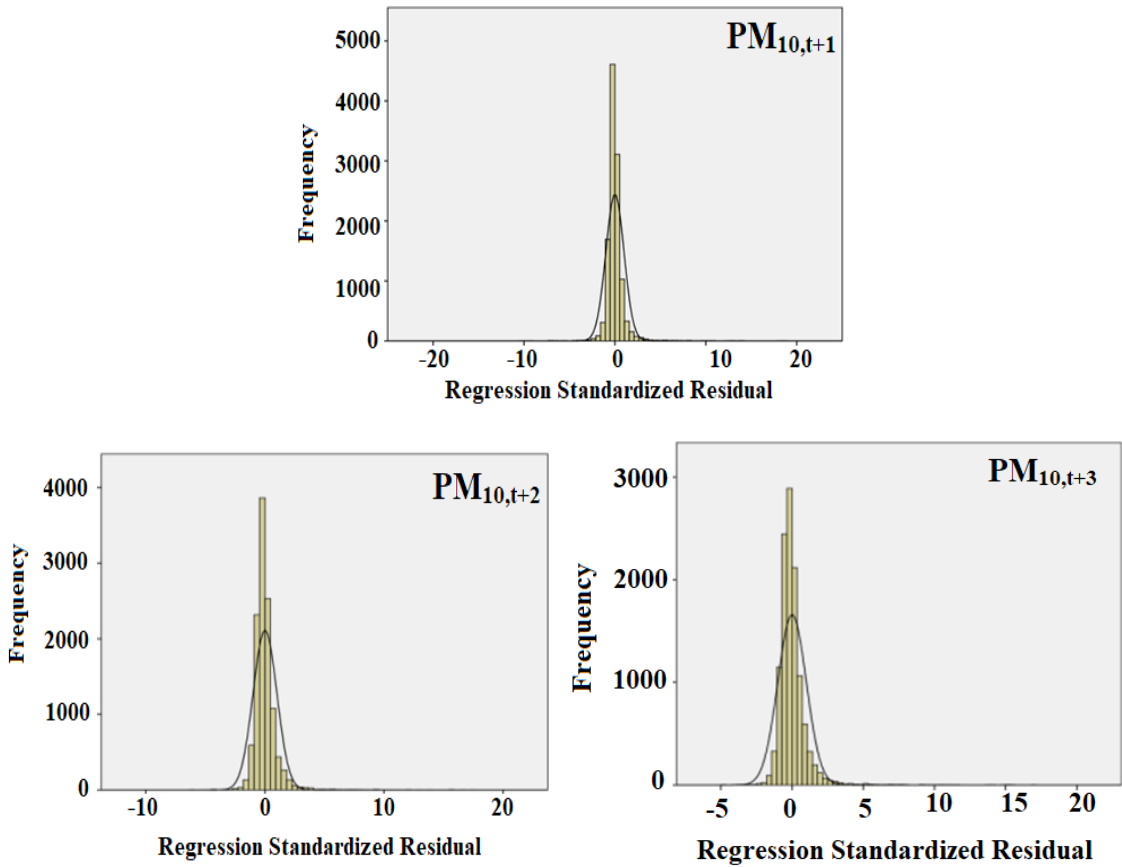 PM10,t+1
5000
4000
3000
2000
1000
0
Frequency
-20 -10 0 10 20
Regression Standardized Residual
PM10,t+2
4000
3000
2000
1000
0
Frequency
-10 0 10 20
Regression Standardized Residual
PM10,t+3
3000
2000
1000
0
Frequency
-5 0 5 10 15 20
Regression Standardized Residual